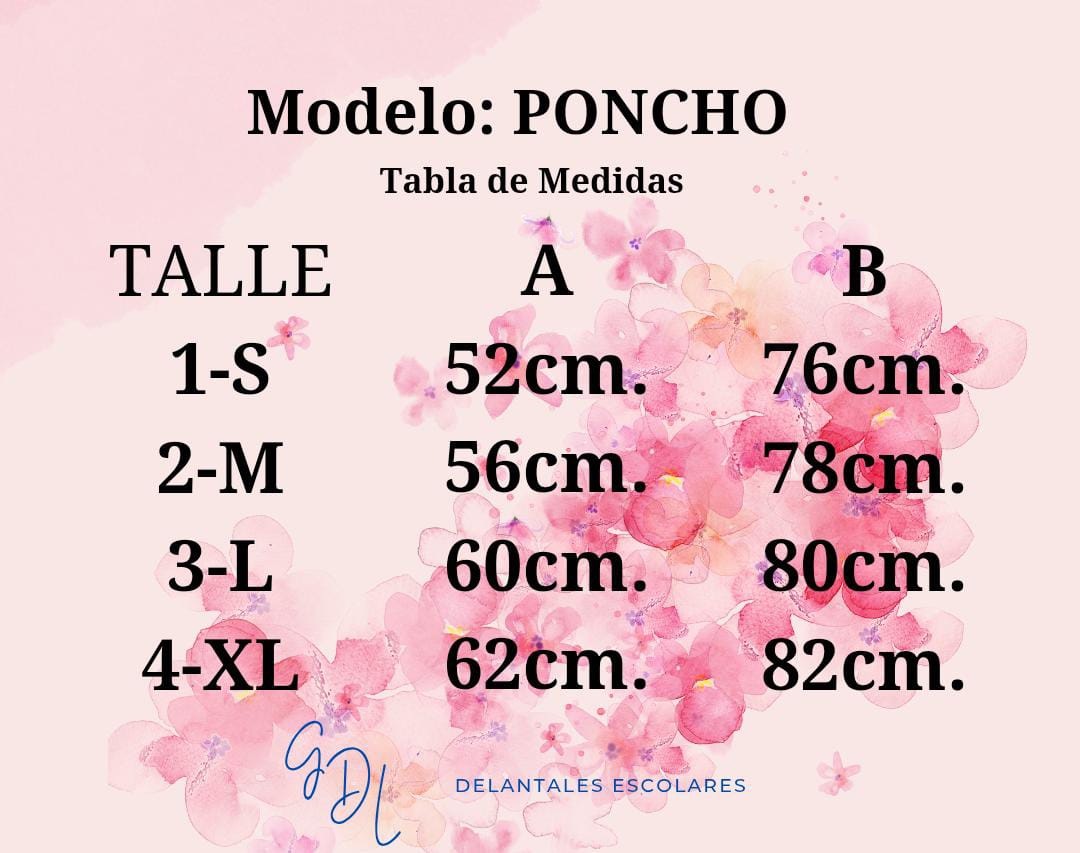 Modelo: PONCHO
Tabla de Medidas
TALLE A B
1-S 52cm. 76cm.
2-M 56cm. 78cm.
3-L 60cm. 80cm.
4-XL 62cm. 82cm.
GDL DELANTALES ESCOLARES